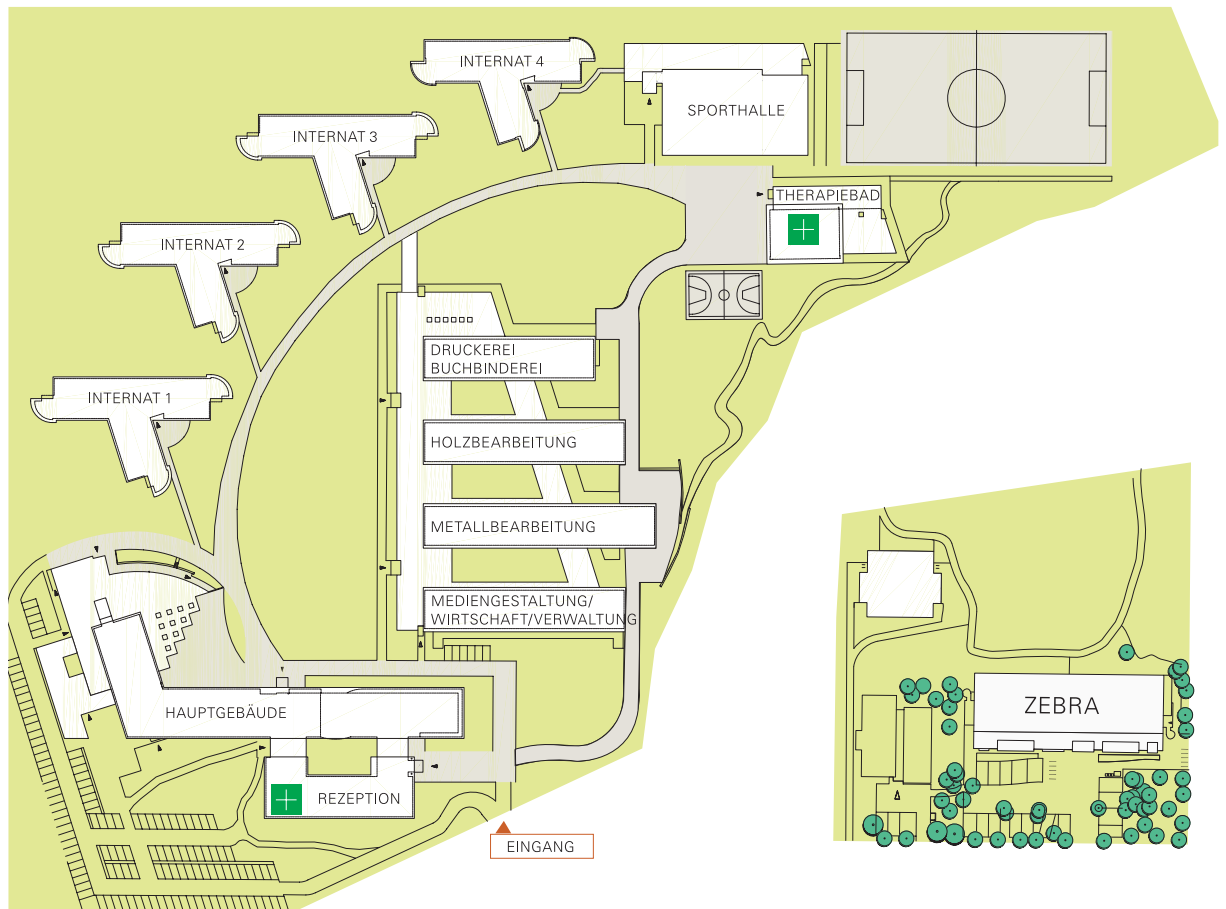 INTERNAT 4
SPORTHALLE
INTERNAT 3
THERAPIEBAD
INTERNAT 2
DRUCKEREI
BUCHBINDEREI
INTERNAT 1
HOLZBEARBEITUNG
METALLBEARBEITUNG
MEDIENGESTALTUNG/
WIRTSCHAFT/VERWALTUNG
ZEBRA
HAUPTGEBÄUDE
REZEPTION
EINGANG